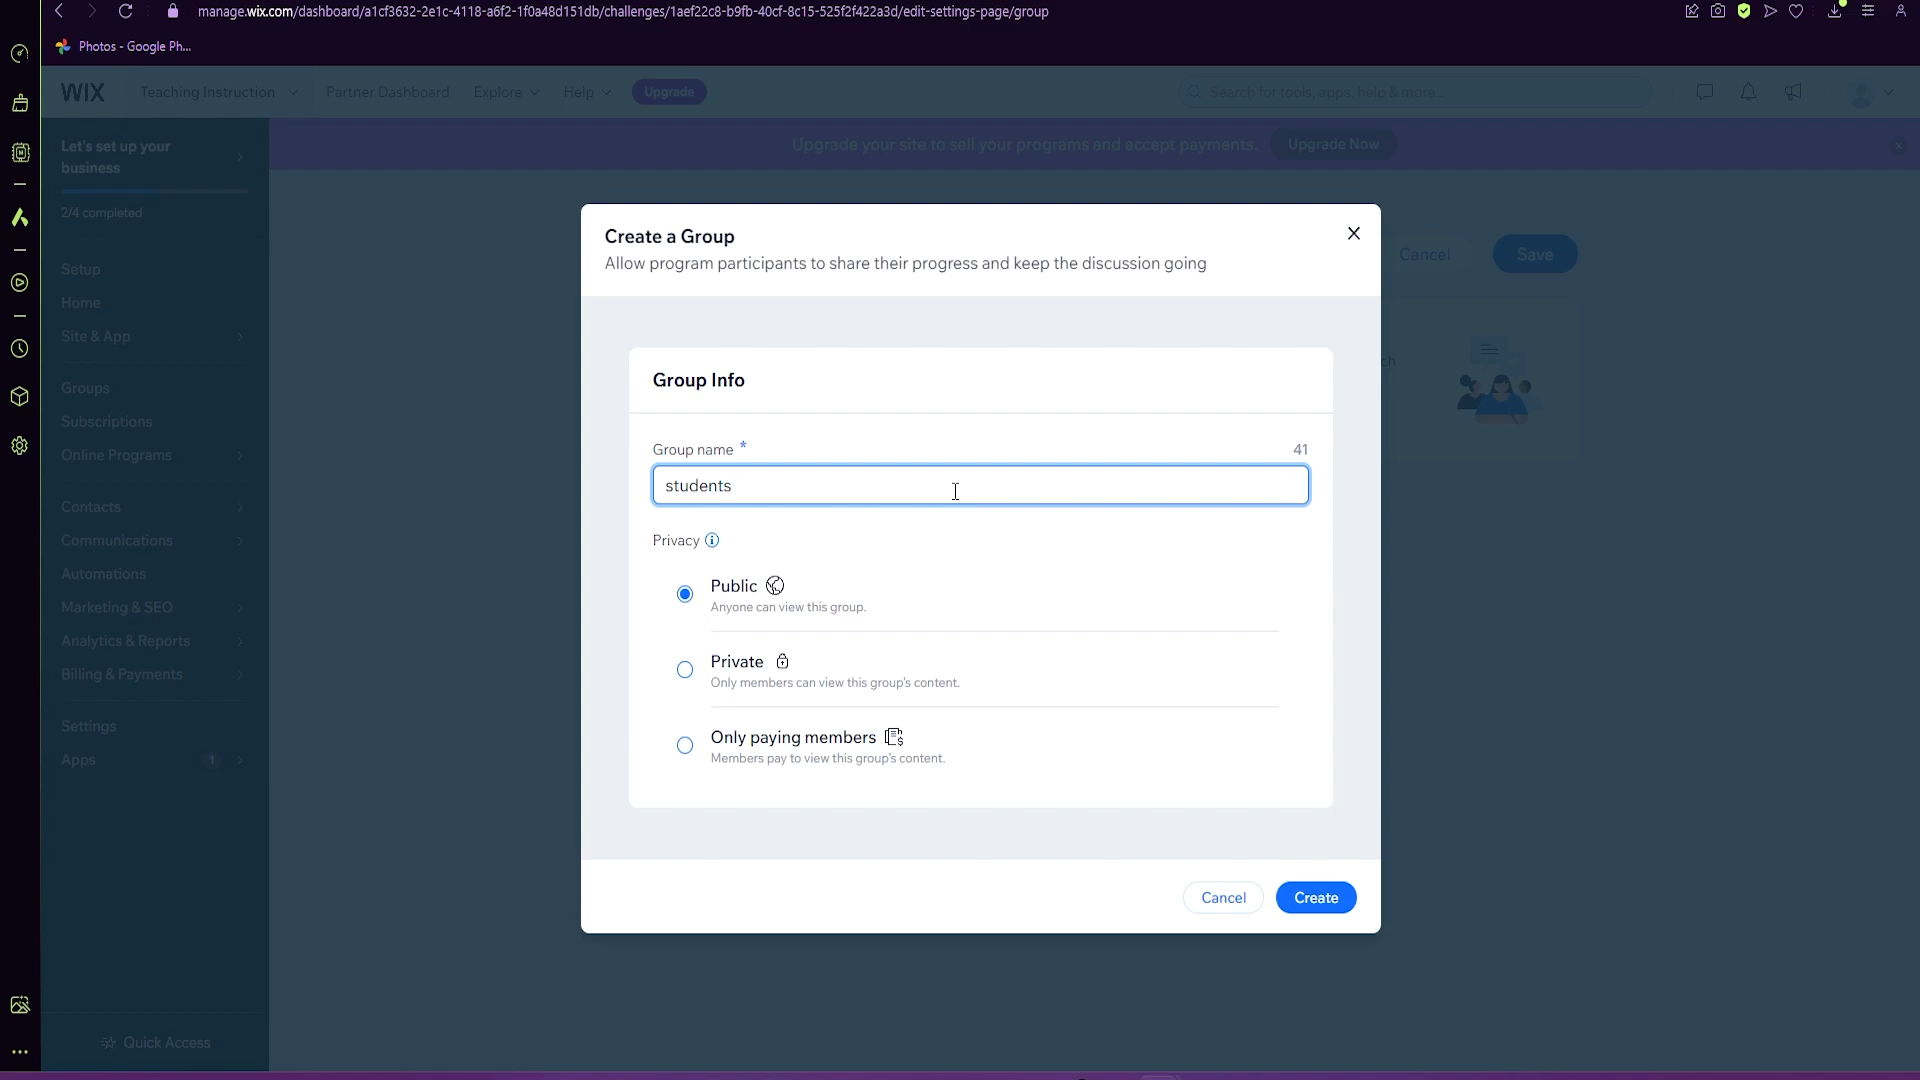 manage.wix.com/dashboard/a1cf3632-2e1c-4118-a6f2-1f0a48d151db/challenges/1aef22c8-b9fb-40cf-8c15-525f2f422a3d/edit-settings-page/group
Photos - Google Ph...
WIX Teaching Instruction Partner Dashboard Explore Help Upgrade Search for tools, apps, help & more...
Upgrade your site to sell your programs and accept payments. Upgrade Now
Let's set up your
business
2/4 completed
Setup
Home
Site & App
Groups
Subscriptions
Online Programs
Contacts
Communications
Automations
Marketing & SEO
Analytics & Reports
Billing & Payments
Settings
Apps 1
Quick Access
Cancel Save
ch
Create a Group
Allow program participants to share their progress and keep the discussion going
Group Info
Group name * 41
students
Privacy
Public
Anyone can view this group.
Private
Only members can view this group's content.
Only paying members
Members pay to view this group's content.
Cancel Create